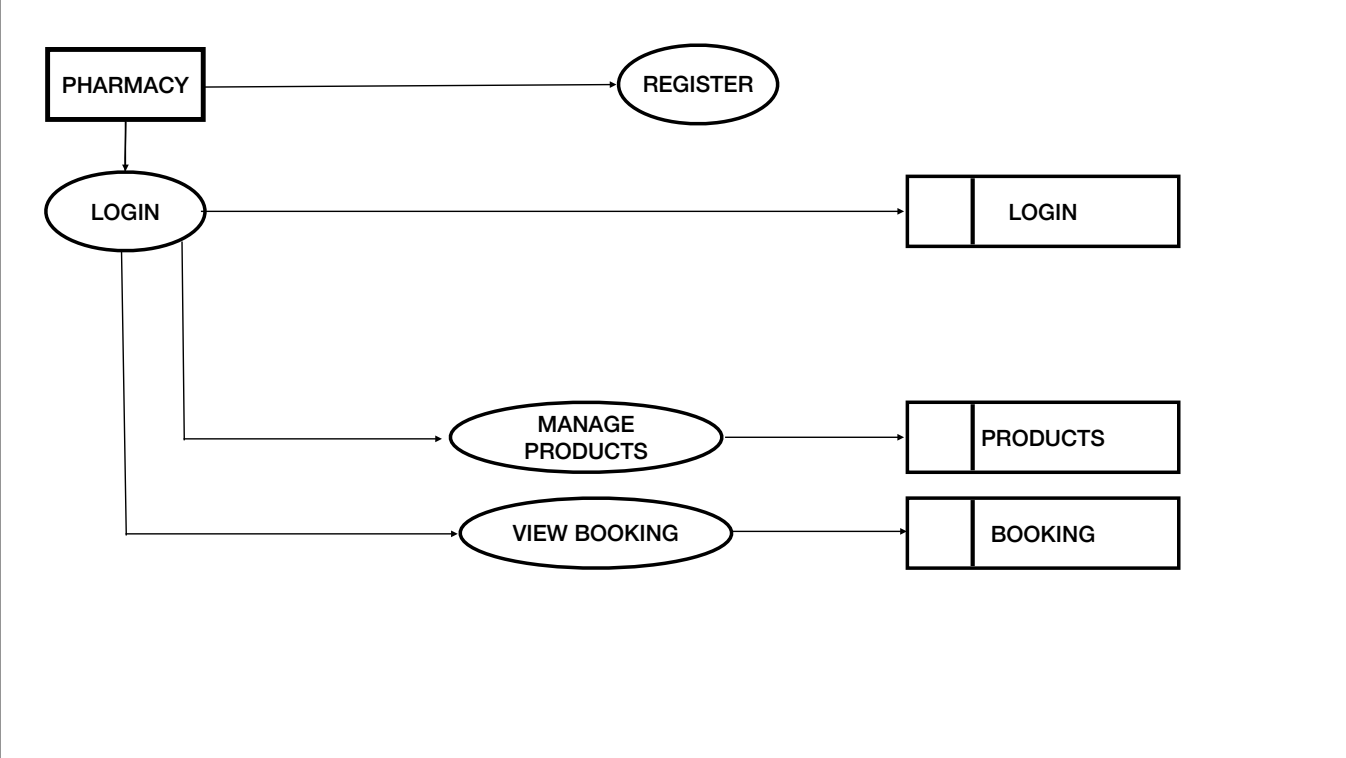 PHARMACY
REGISTER
LOGIN
LOGIN
MANAGE
PRODUCTS
PRODUCTS
VIEW BOOKING
BOOKING